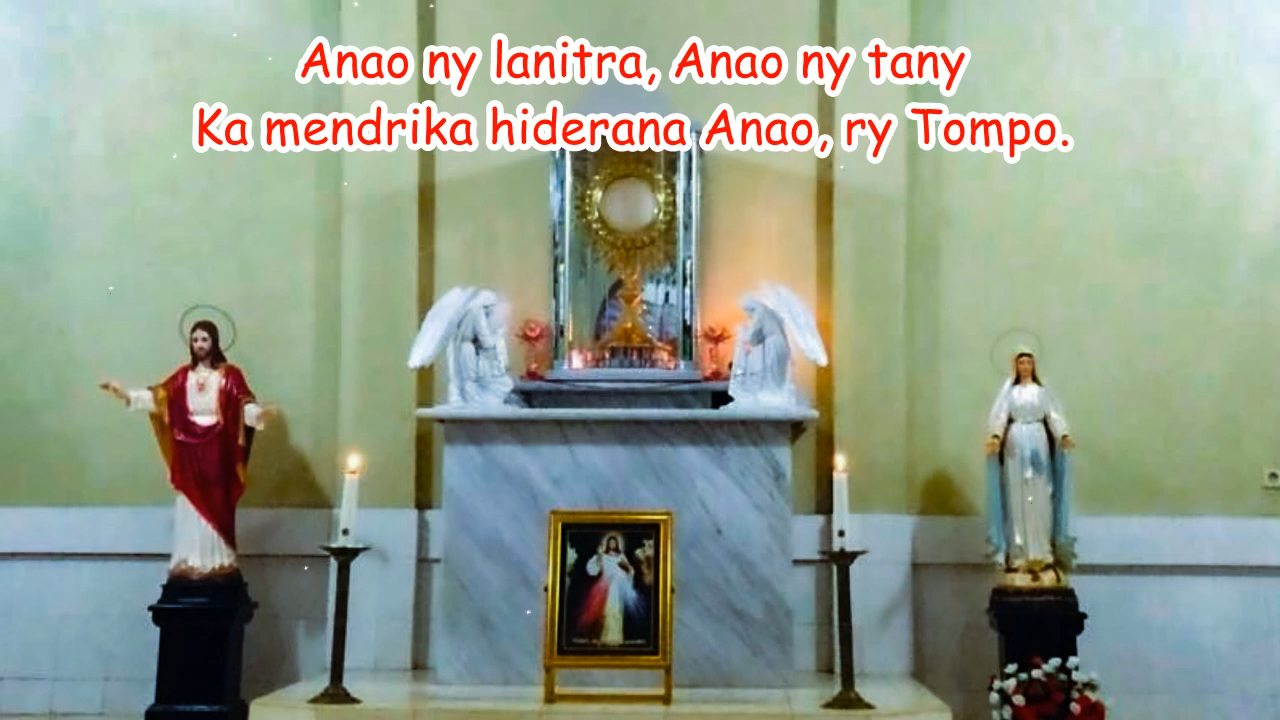 Anao ny lanitra, Anao ny tany
Ka mendrika hiderana Anao, ry Tompo.